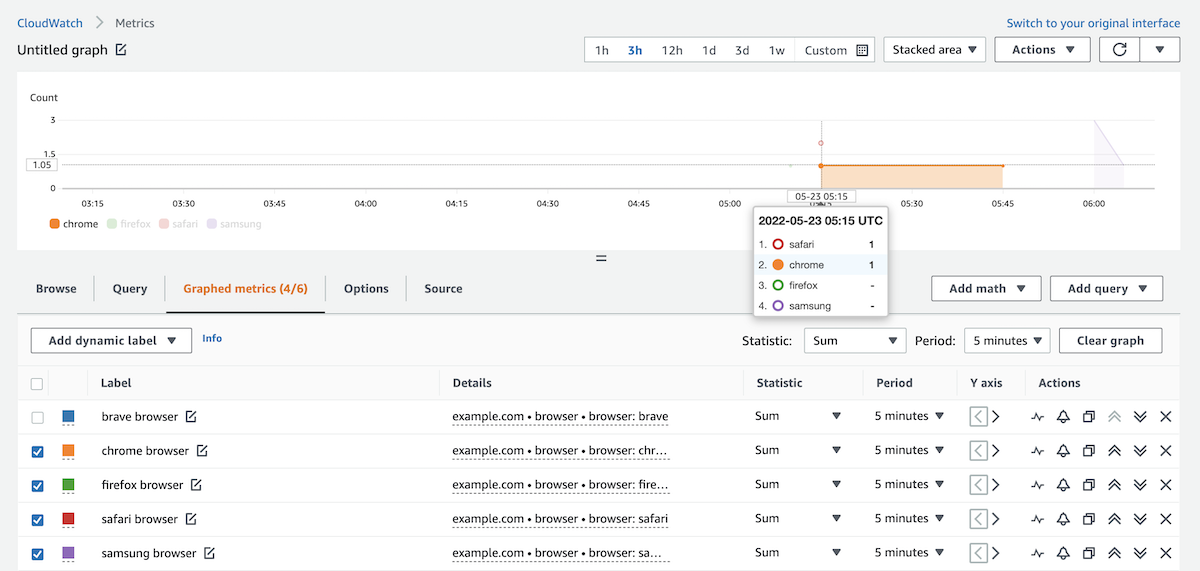 CloudWatch Metrics Switch to your original interface
Untitled graph 1h 3h 12h 1d 3d 1w Custom Stacked area Actions
Count
3
1.5
1.05
0
03:15 03:30 03:45 04:00 04:15 04:30 04:45 05:00 05-23 05:15 05:30 05:45 06:00
chrome firefox safari samsung
2022-05-23 05:15 UTC
1. safari 1
2. chrome 1
3. firefox -
4. samsung -
Browse Query Graphed metrics (4/6) Options Source Add math Add query
Add dynamic label Info Statistic: Sum Period: 5 minutes Clear graph
Label Details Statistic Period Y axis Actions
brave browser example.com • browser • browser: brave Sum 5 minutes
chrome browser example.com • browser • browser: chr... Sum 5 minutes
firefox browser example.com • browser • browser: fire... Sum 5 minutes
safari browser example.com • browser • browser: safari Sum 5 minutes
samsung browser example.com • browser • browser: sa... Sum 5 minutes